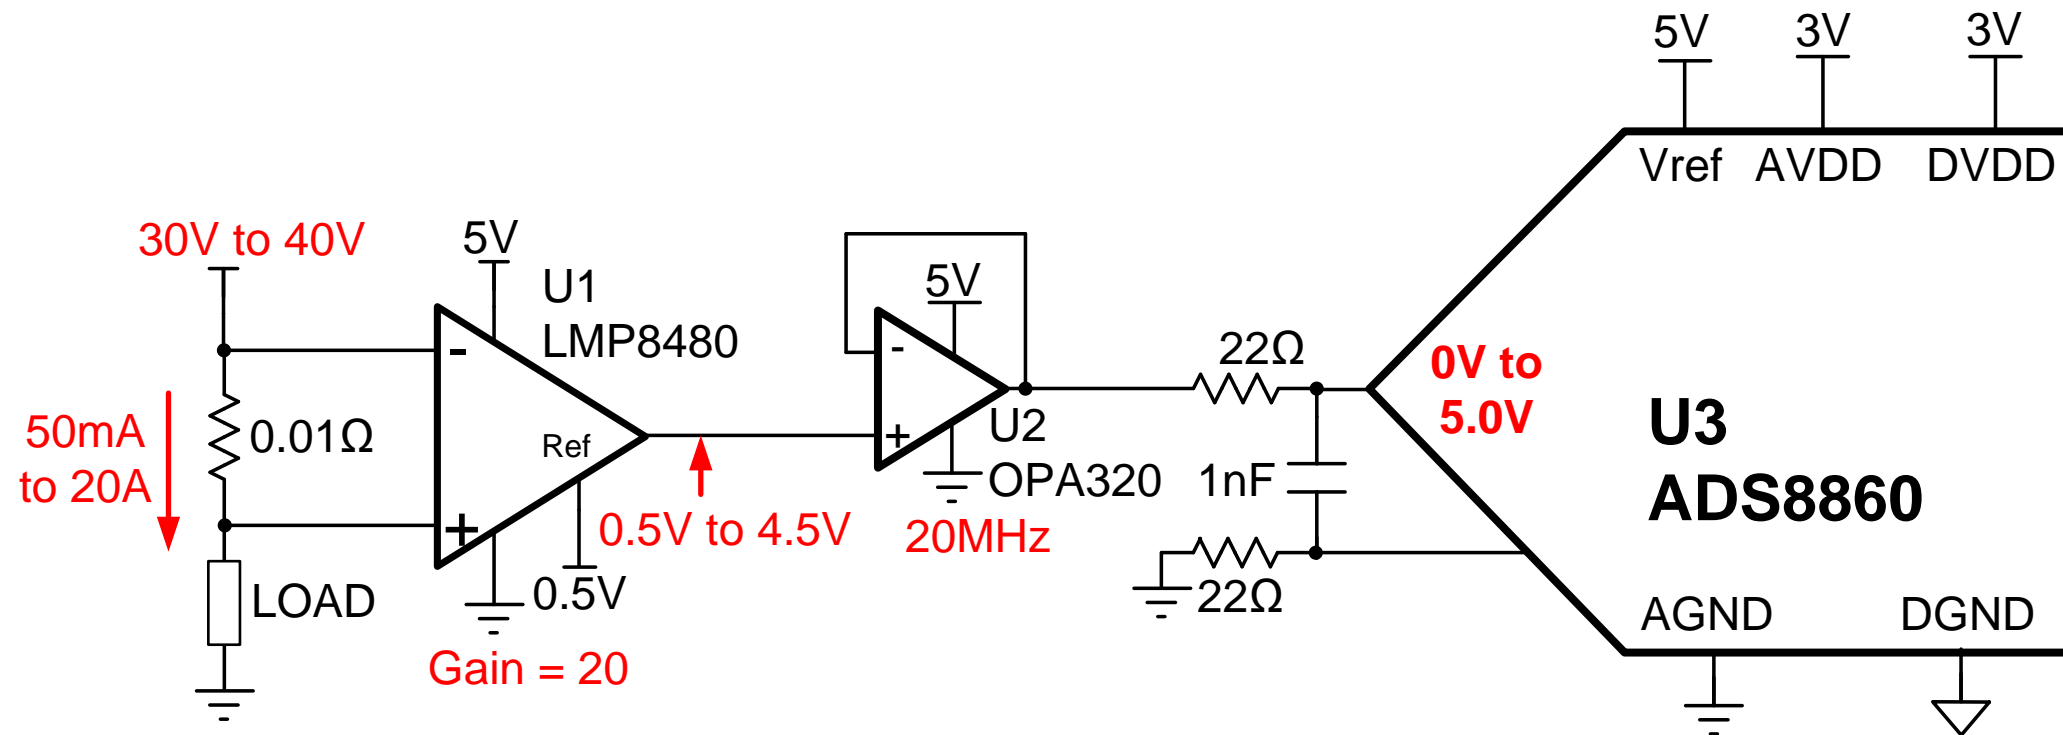 5V
3V
3V
Vref
AVDD
DVDD
30V to 40V
5V
U1
LMP8480
-
+
Ref
50mA
to 20A
0.01Ω
LOAD
0.5V
Gain = 20
0.5V to 4.5V
5V
-
+
U2
OPA320
20MHz
22Ω
1nF
22Ω
0V to
5.0V
U3
ADS8860
AGND
DGND